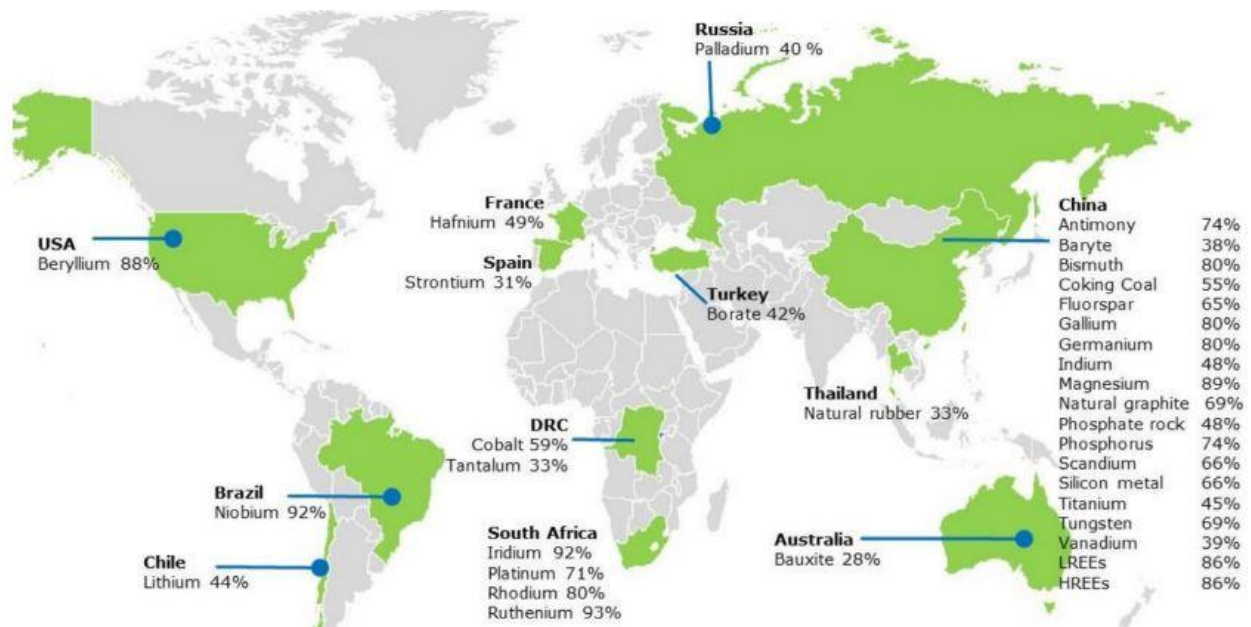 Russia
Palladium 40 %
France
Hafnium 49%
USA
Beryllium 88%
Spain
Strontium 31%
Turkey
Borate 42%
China
Antimony 74%
Baryte 38%
Bismuth 80%
Coking Coal 55%
Fluorspar 65%
Gallium 80%
Germanium 80%
Indium 48%
Magnesium 89%
Natural graphite 69%
Phosphate rock 48%
Phosphorus 74%
Scandium 66%
Silicon metal 66%
Titanium 45%
Tungsten 69%
Vanadium 39%
LREEs 86%
HREEs 86%
Thailand
Natural rubber 33%
DRC
Cobalt 59%
Tantalum 33%
Brazil
Niobium 92%
South Africa
Iridium 92%
Platinum 71%
Rhodium 80%
Ruthenium 93%
Australia
Bauxite 28%
Chile
Lithium 44%